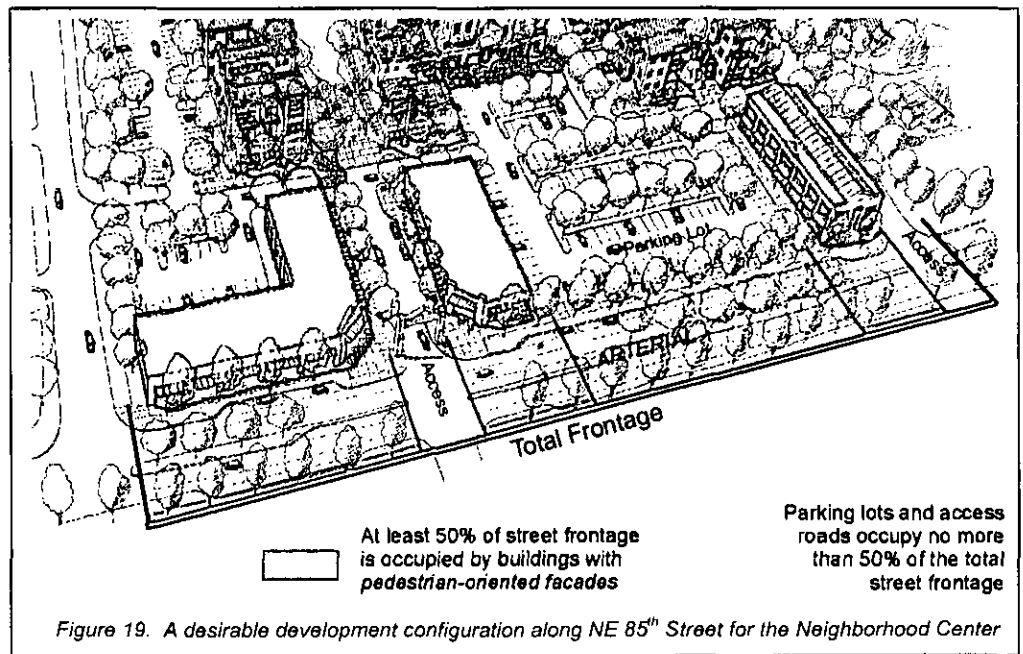 Parking Lot
Access
ARTERIAL
Access
Total Frontage
At least 50% of street frontage
is occupied by buildings with
pedestrian-oriented facades
Parking lots and access
roads occupy no more
than 50% of the total
street frontage
Figure 19. A desirable development configuration along NE 85th Street for the Neighborhood Center